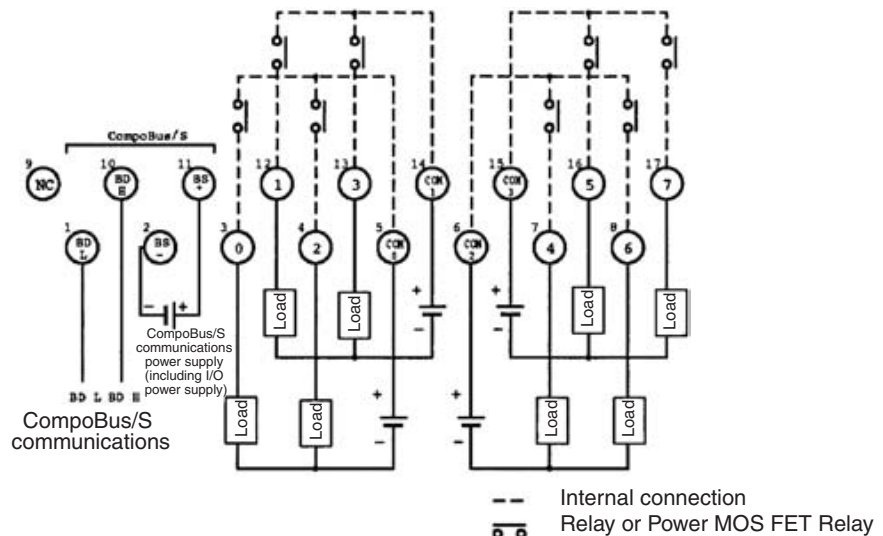 CompoBus/S
9 10 11 12 13 14 15 16 17
NC BD H BS + 1 3 COM 1 COM 3 5 7
1 2 3 4 5 6 7 8
BD L BS − 0 2 COM 0 COM 2 4 6
Load Load + − + − Load Load
− +
CompoBus/S
communications
power supply
(including I/O
power supply)
BD L BD H
CompoBus/S
communications
Load Load + − + − Load Load
Internal connection
Relay or Power MOS FET Relay